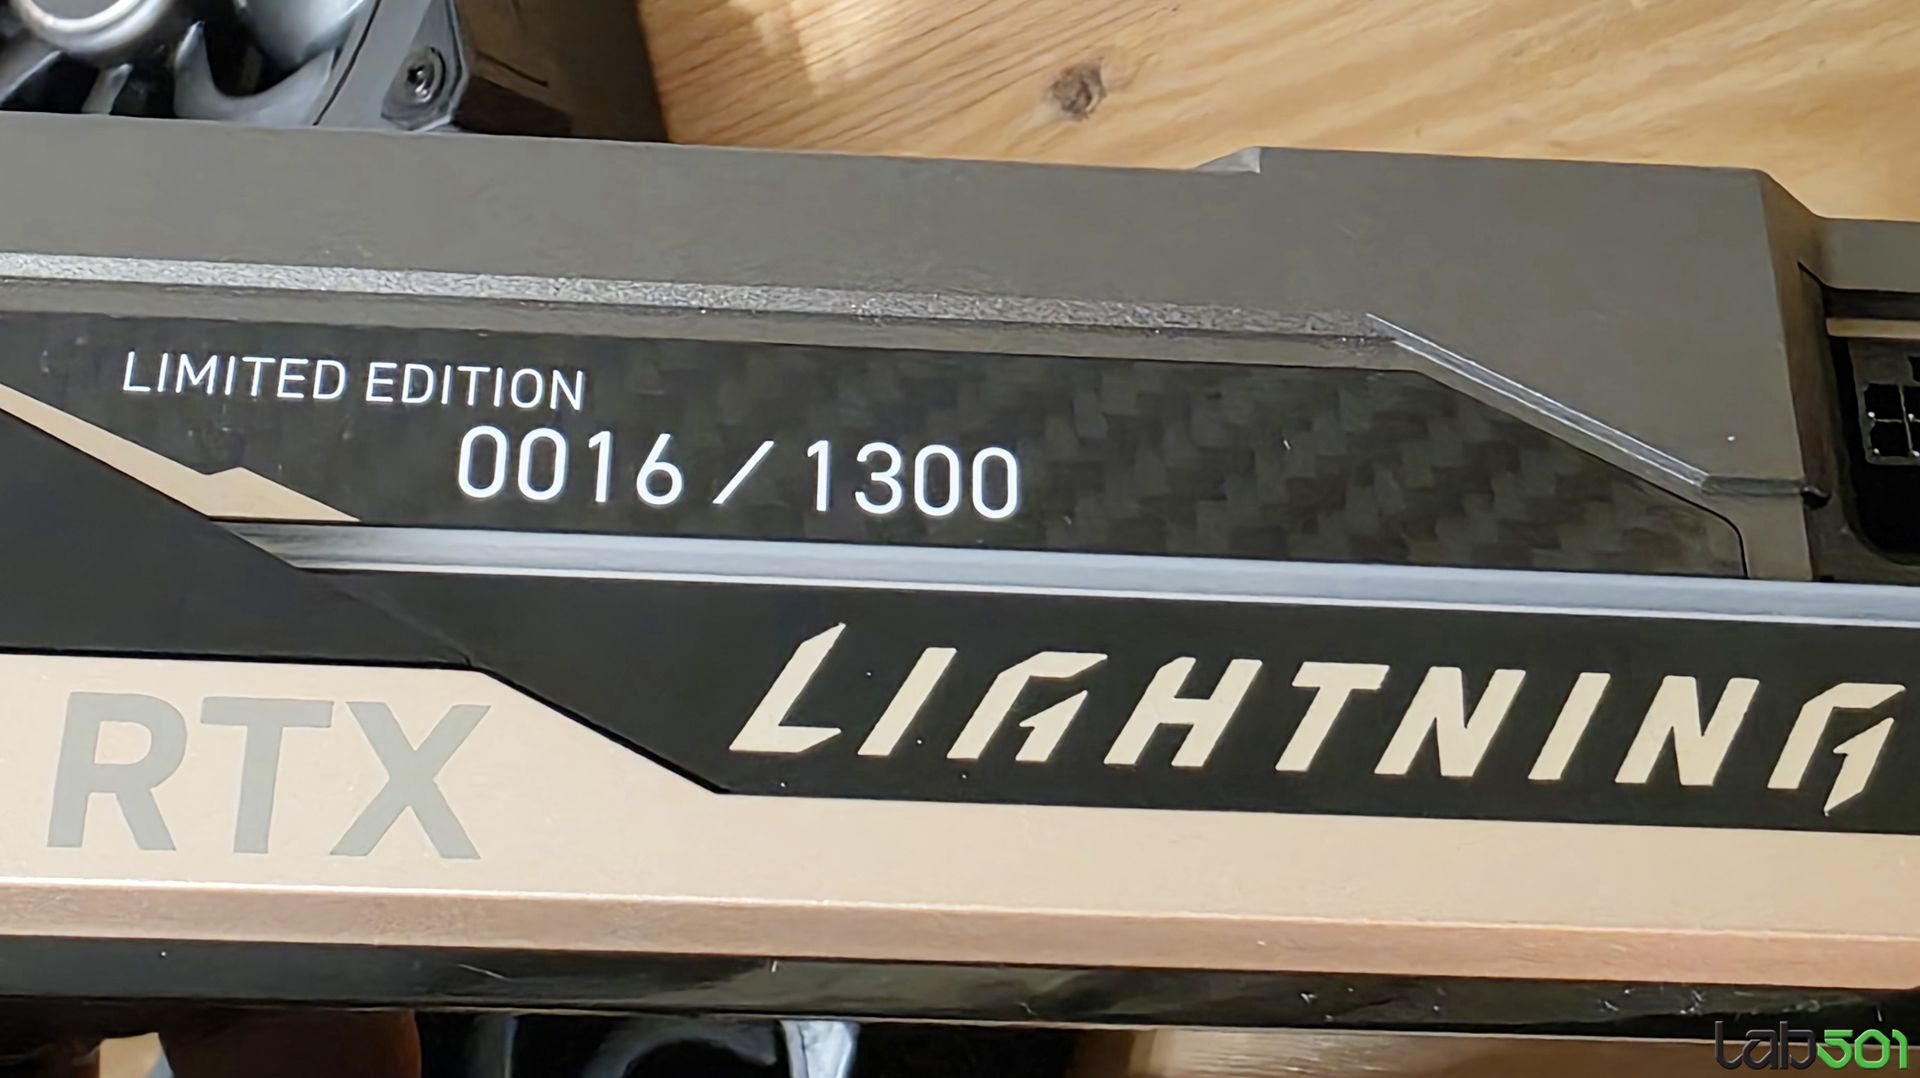 LIMITED EDITION
0016 / 1300
LIGHTNING
RTX
lab501